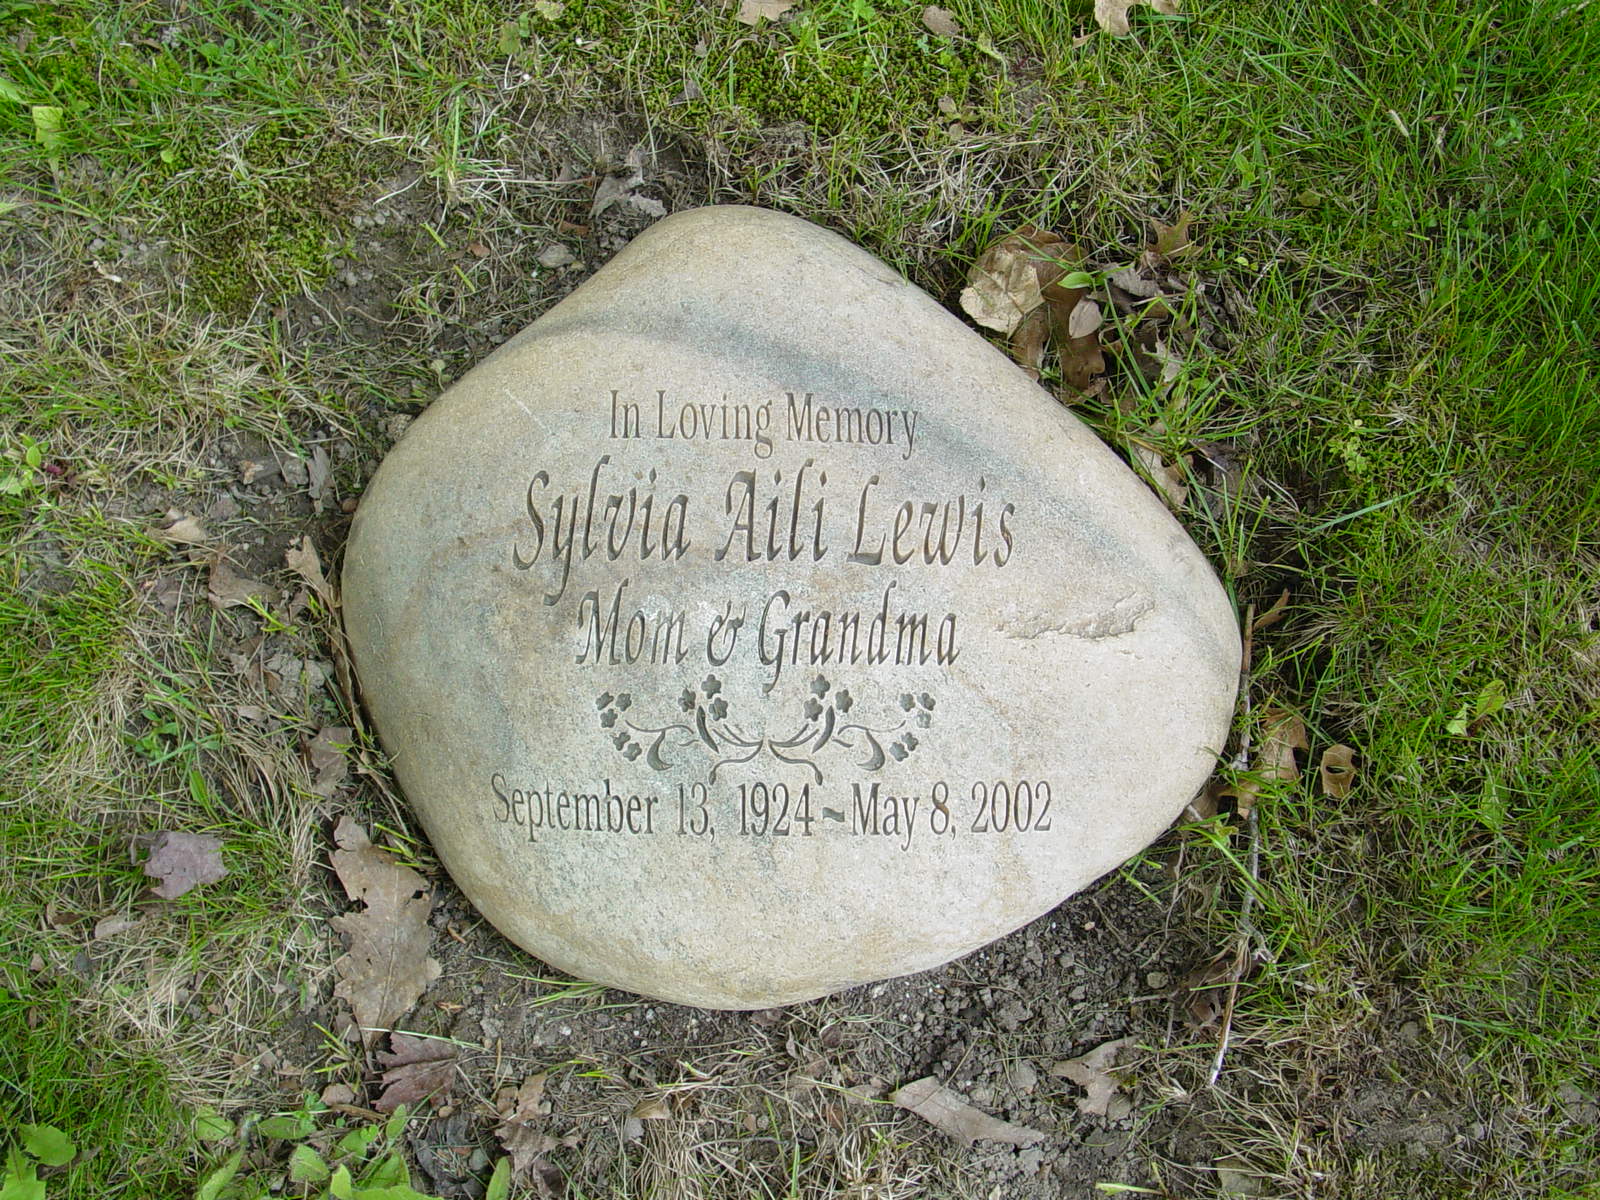 In Loving Memory
Sylvia Aili Lewis
Mom & Grandma
September 13, 1924 ~ May 8, 2002